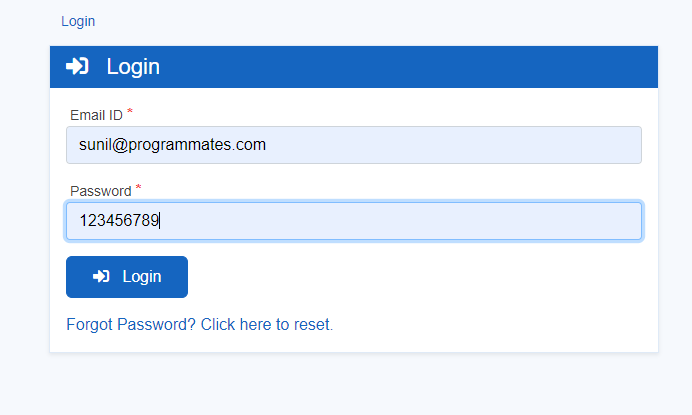 Login
Login
Email ID *
sunil@programmates.com
Password *
123456789
Login
Forgot Password? Click here to reset.